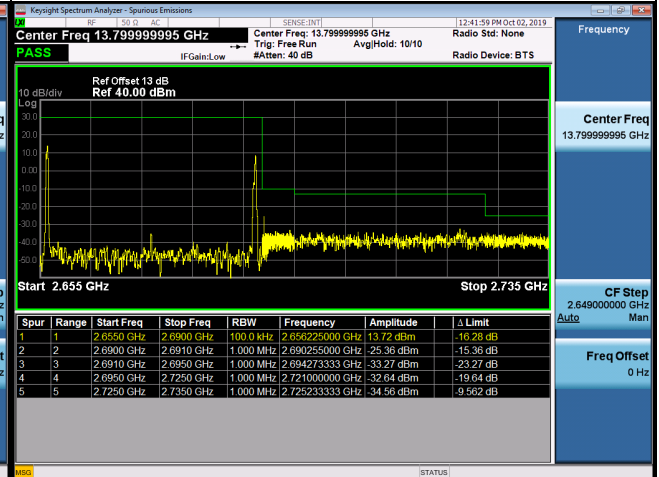 Keysight Spectrum Analyzer - Spurious Emissions
LXI RF 50 Ω AC SENSE:INT 12:41:59 PM Oct 02, 2019
Center Freq 13.799999995 GHz Center Freq: 13.799999995 GHz Radio Std: None
Trig: Free Run Avg|Hold: 10/10
PASS IFGain:Low #Atten: 40 dB Radio Device: BTS
Ref Offset 13 dB
10 dB/div Ref 40.00 dBm
Log
30.0
20.0
10.0
0.00
-10.0
-20.0
-30.0
-40.0
-50.0
Start 2.655 GHz Stop 2.735 GHz
Spur Range Start Freq Stop Freq RBW Frequency Amplitude Δ Limit
1 1 2.6550 GHz 2.6900 GHz 100.0 kHz 2.656225000 GHz 13.72 dBm -16.28 dB
2 2 2.6900 GHz 2.6910 GHz 1.000 MHz 2.690255000 GHz -25.36 dBm -15.36 dB
3 3 2.6910 GHz 2.6950 GHz 1.000 MHz 2.694273333 GHz -33.27 dBm -23.27 dB
4 4 2.6950 GHz 2.7250 GHz 1.000 MHz 2.721000000 GHz -32.64 dBm -19.64 dB
5 5 2.7250 GHz 2.7350 GHz 1.000 MHz 2.725233333 GHz -34.56 dBm -9.562 dB
MSG STATUS
Frequency
Center Freq
13.799999995 GHz
CF Step
2.649000000 GHz
Auto Man
Freq Offset
0 Hz